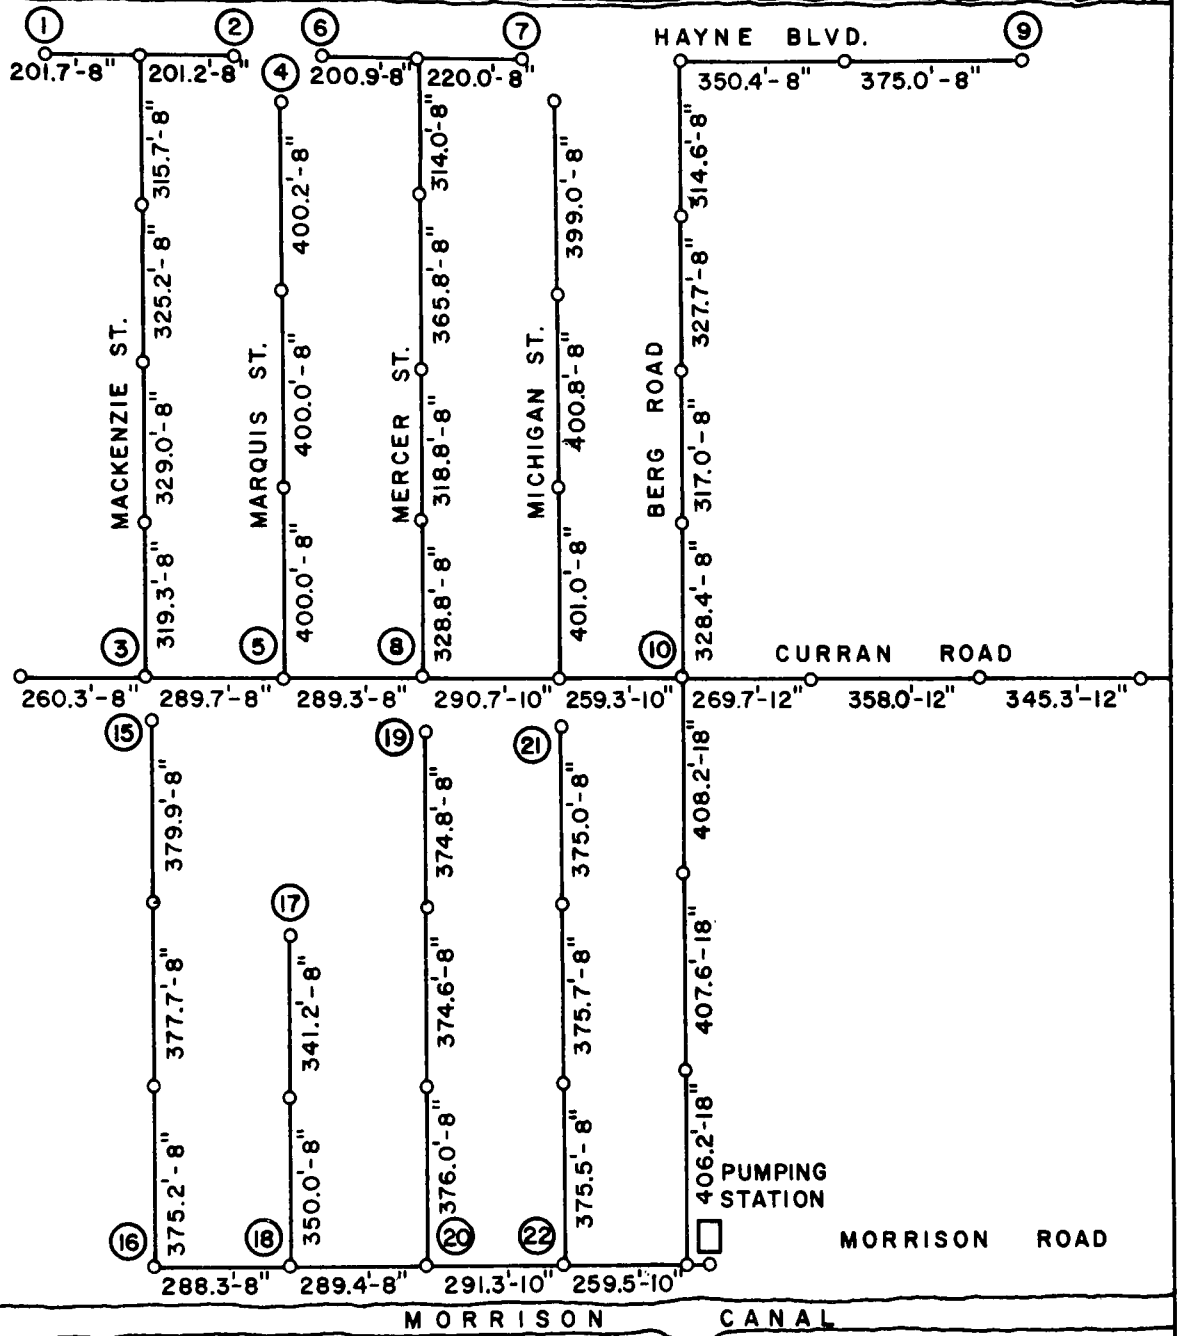 1 2 6 7 HAYNE BLVD. 9
201.7'-8" 201.2'-8" 4 200.9'-8" 220.0'-8" 350.4'-8" 375.0'-8"
315.7'-8"
325.2'-8"
MACKENZIE ST.
329.0'-8"
319.3'-8"
400.2'-8"
MARQUIS ST.
400.0'-8"
400.0'-8"
314.0'-8"
365.8'-8"
MERCER ST.
318.8'-8"
328.8'-8"
399.0'-8"
MICHIGAN ST.
400.8'-8"
401.0'-8"
314.6'-8"
327.7'-8"
BERG ROAD
317.0'-8"
328.4'-8"
3 5 8 10 CURRAN ROAD
260.3'-8" 289.7'-8" 289.3'-8" 290.7'-10" 259.3'-10" 269.7'-12" 358.0'-12" 345.3'-12"
15 19 21
379.9'-8"
377.7'-8"
375.2'-8"
17
341.2'-8"
350.0'-8"
374.8'-8"
374.6'-8"
376.0'-8"
375.0'-8"
375.7'-8"
375.5'-8"
408.2'-18"
407.6'-18"
406.2'-18"
PUMPING
STATION
16 18 20 22 MORRISON ROAD
288.3'-8" 289.4'-8" 291.3'-10" 259.5'-10"
MORRISON CANAL